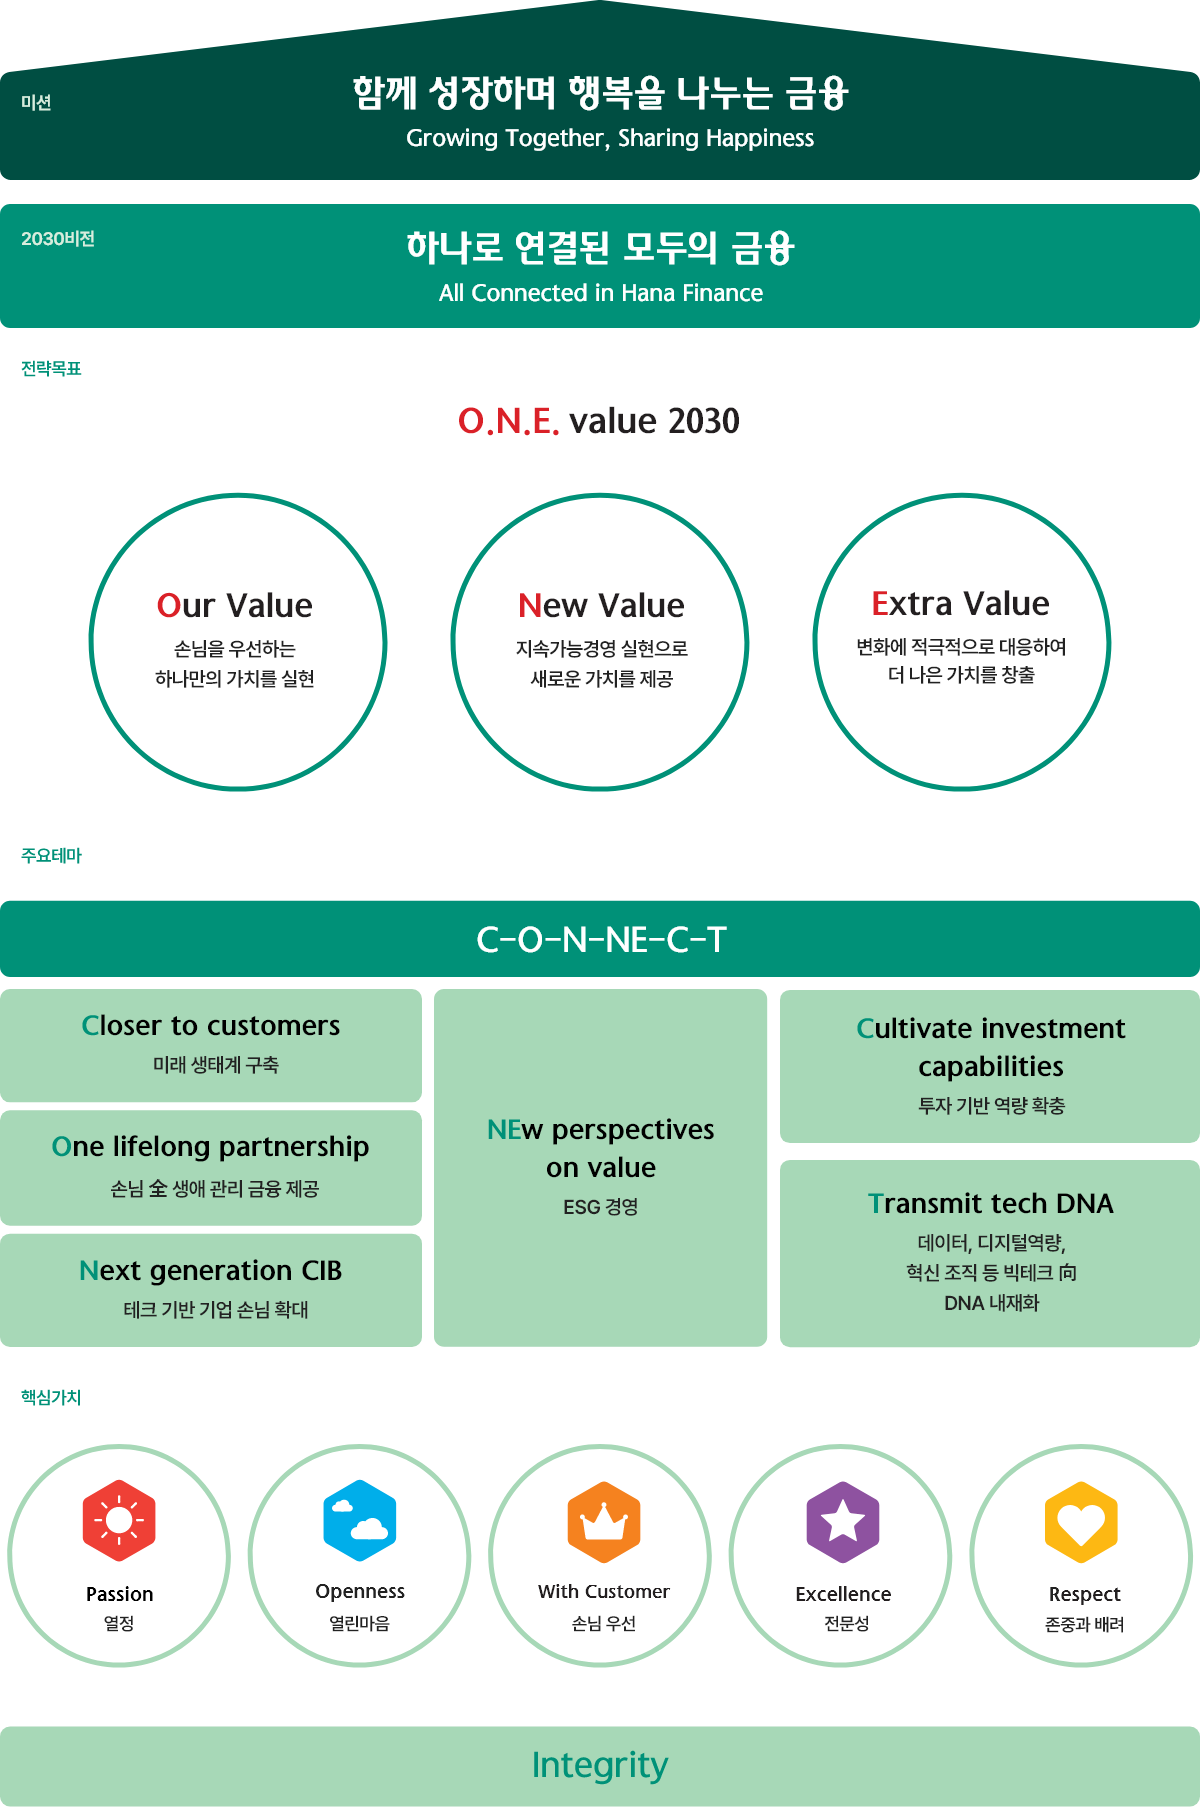 미션
함께 성장하며 행복을 나누는 금융
Growing Together, Sharing Happiness
2030비전
하나로 연결된 모두의 금융
All Connected in Hana Finance
전략목표
O.N.E. value 2030
Our Value
손님을 우선하는
하나만의 가치를 실현
New Value
지속가능경영 실현으로
새로운 가치를 제공
Extra Value
변화에 적극적으로 대응하여
더 나은 가치를 창출
주요테마
C-O-N-NE-C-T
Closer to customers
미래 생태계 구축
One lifelong partnership
손님 全 생애 관리 금융 제공
Next generation CIB
테크 기반 기업 손님 확대
NEw perspectives
on value
ESG 경영
Cultivate investment
capabilities
투자 기반 역량 확충
Transmit tech DNA
데이터, 디지털역량,
혁신 조직 등 빅테크 向
DNA 내재화
핵심가치
Passion
열정
Openness
열린마음
With Customer
손님 우선
Excellence
전문성
Respect
존중과 배려
Integrity